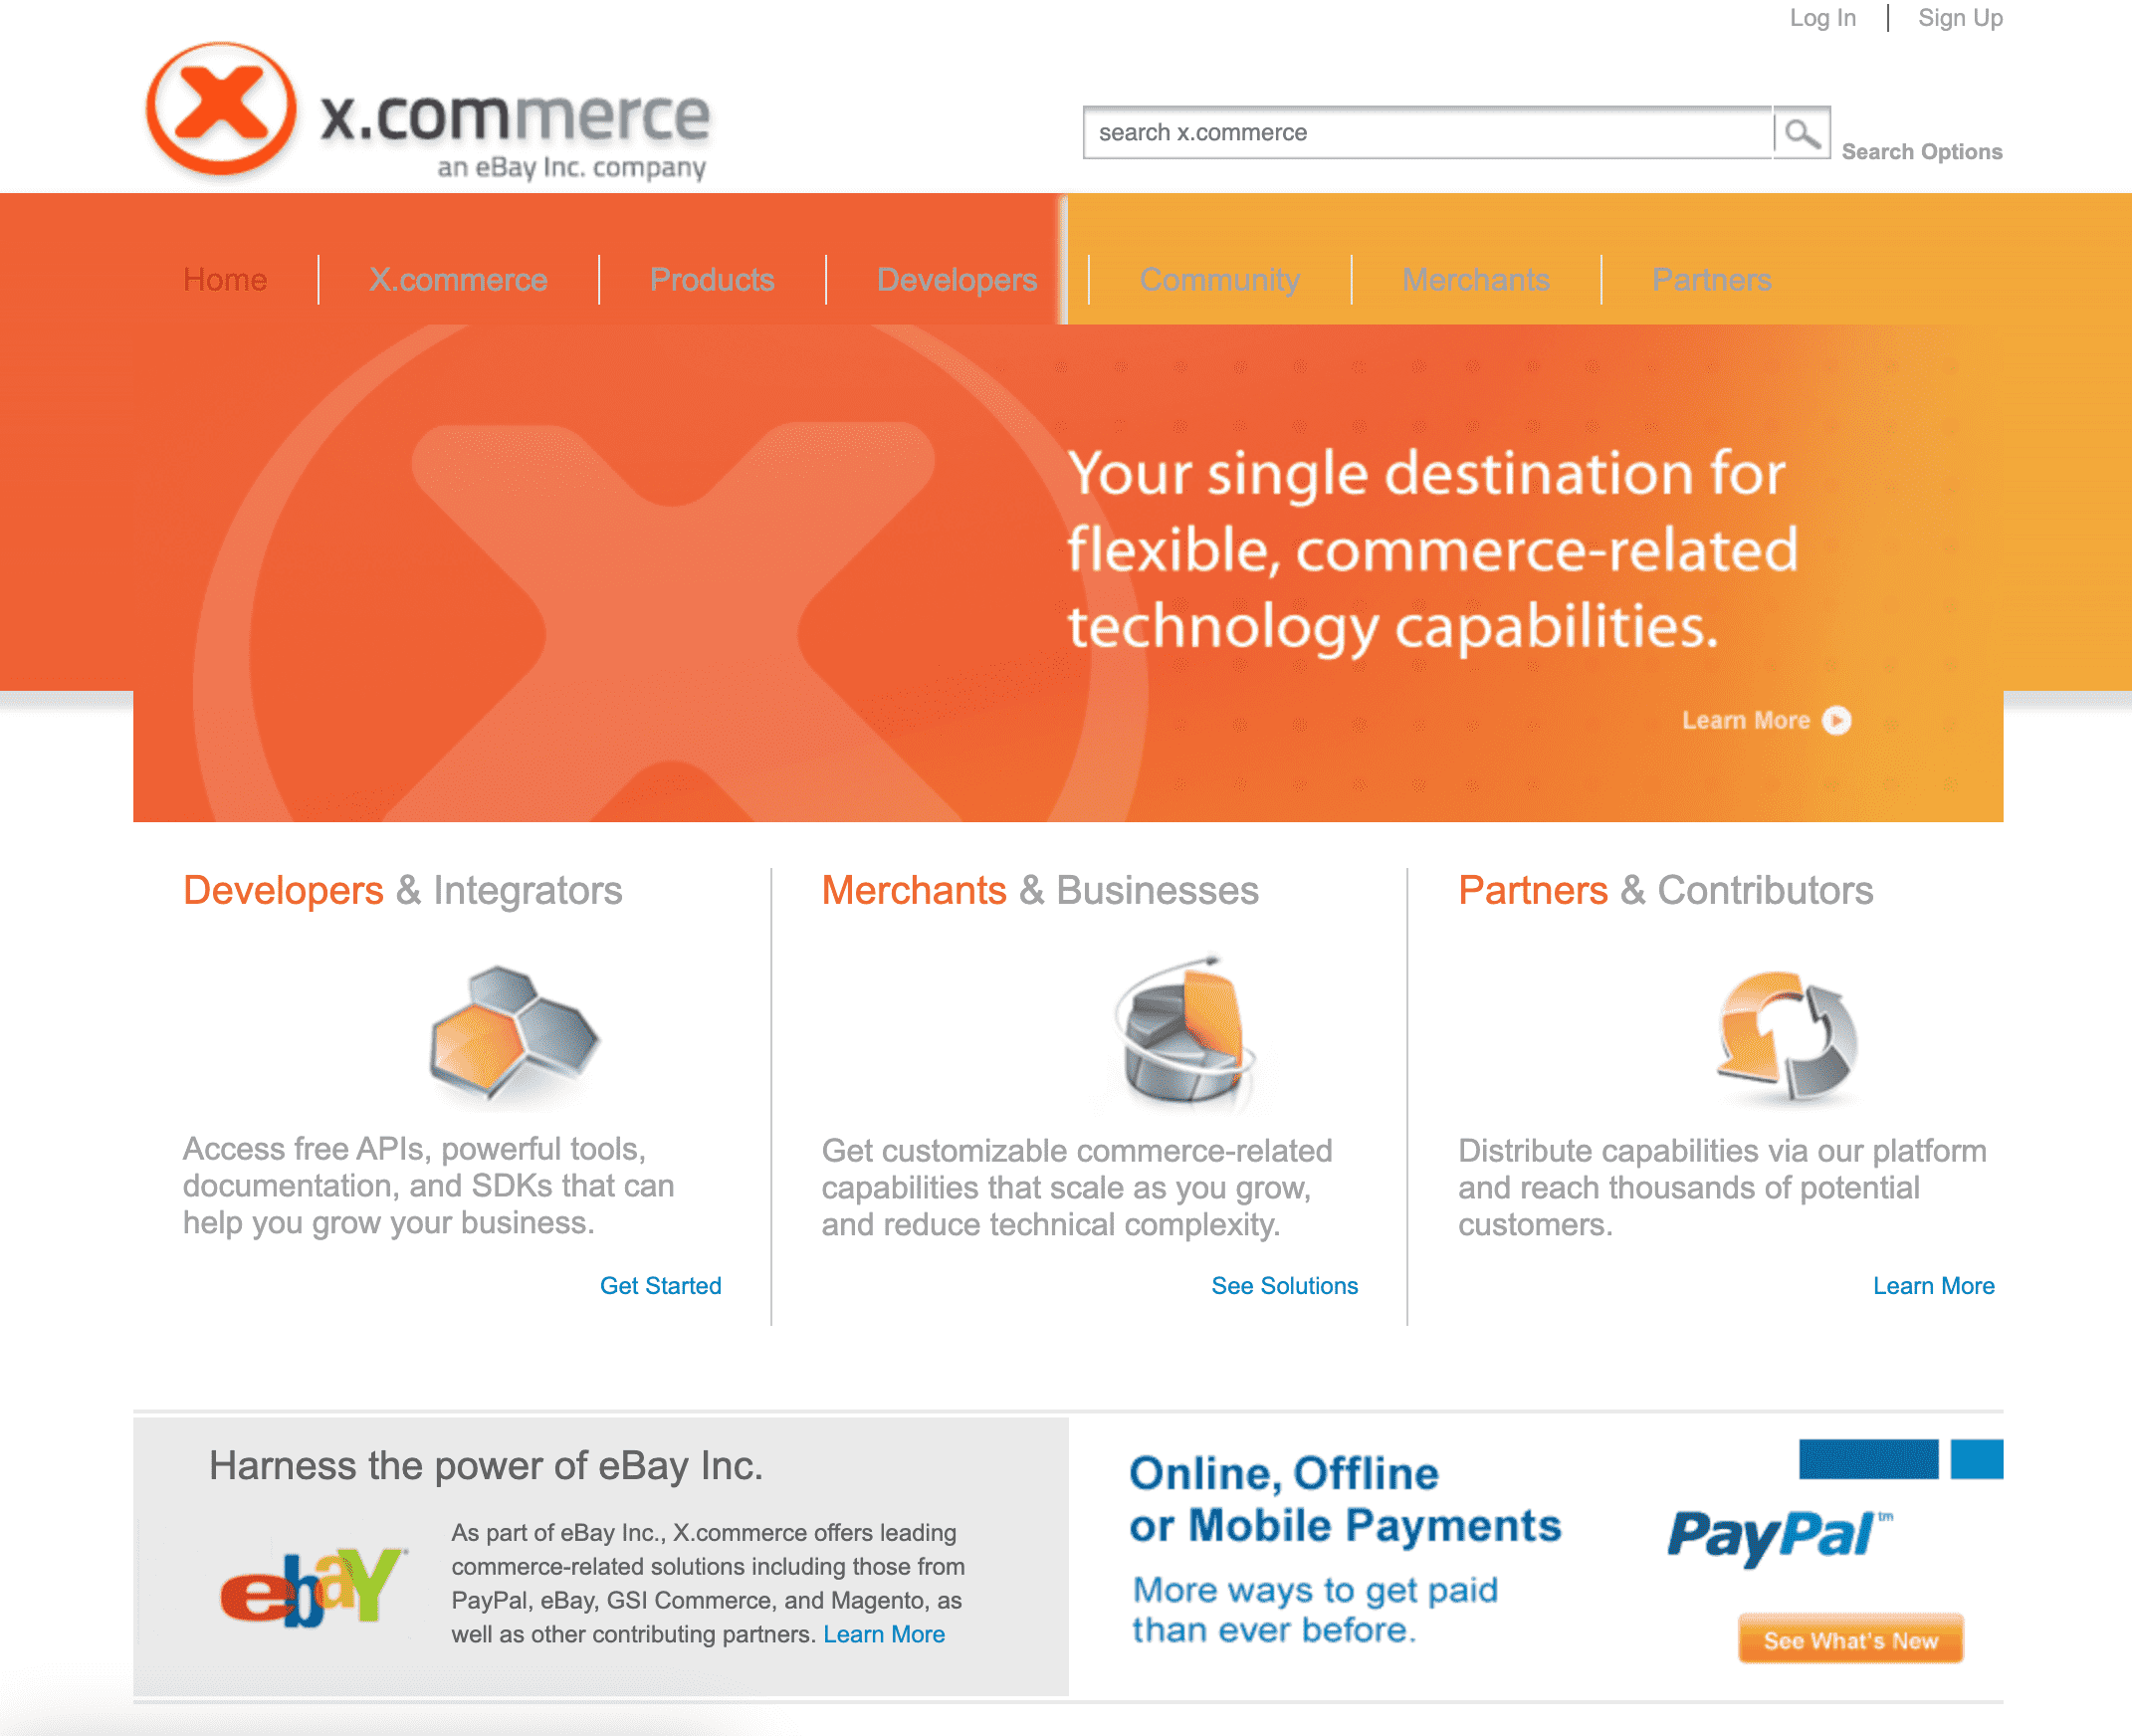 Log In | Sign Up
x.commerce
an eBay Inc. company
search x.commerce
Search Options
Home
X.commerce
Products
Developers
Community
Merchants
Partners
Your single destination for
flexible, commerce-related
technology capabilities.
Learn More
Developers & Integrators
Access free APIs, powerful tools,
documentation, and SDKs that can
help you grow your business.
Get Started
Merchants & Businesses
Get customizable commerce-related
capabilities that scale as you grow,
and reduce technical complexity.
See Solutions
Partners & Contributors
Distribute capabilities via our platform
and reach thousands of potential
customers.
Learn More
Harness the power of eBay Inc.
ebaY
As part of eBay Inc., X.commerce offers leading
commerce-related solutions including those from
PayPal, eBay, GSI Commerce, and Magento, as
well as other contributing partners. Learn More
Online, Offline
or Mobile Payments
More ways to get paid
than ever before.
PayPal™
See What's New